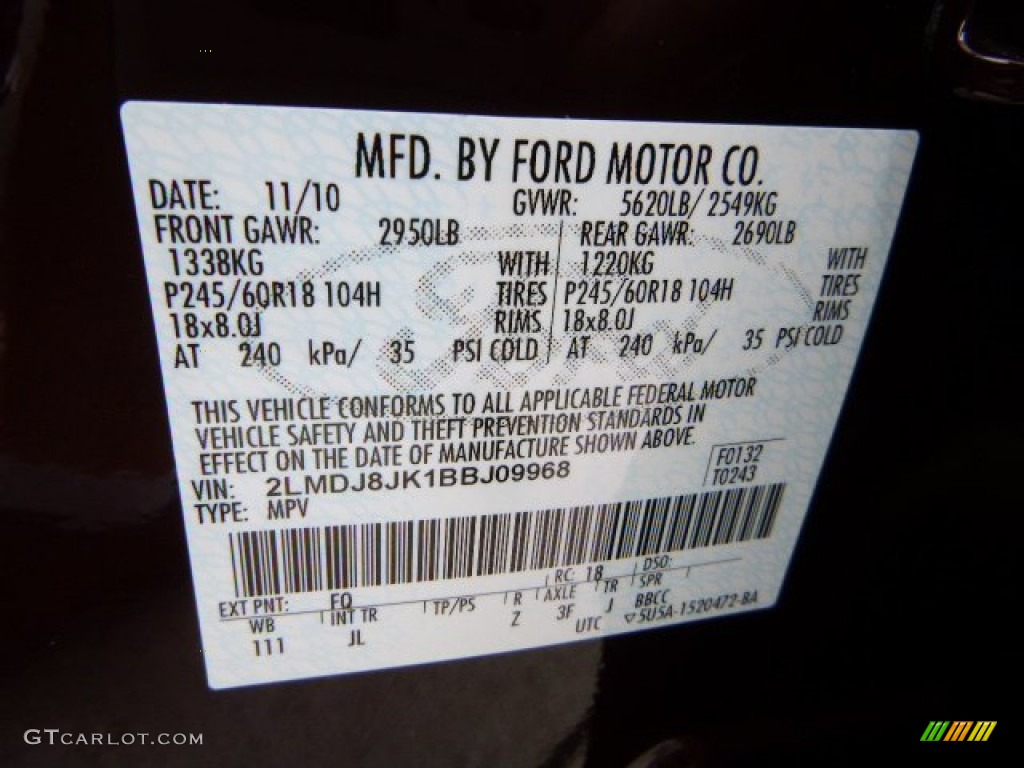 MFD. BY FORD MOTOR CO.
DATE: 11/10 GVWR: 5620LB/ 2549KG
FRONT GAWR: 2950LB REAR GAWR: 2690LB
1338KG WITH 1220KG WITH
P245/60R18 104H TIRES P245/60R18 104H TIRES
18x8.0J RIMS 18x8.0J RIMS
AT 240 kPa/ 35 PSI COLD AT 240 kPa/ 35 PSI COLD
Ford
THIS VEHICLE CONFORMS TO ALL APPLICABLE FEDERAL MOTOR
VEHICLE SAFETY AND THEFT PREVENTION STANDARDS IN
EFFECT ON THE DATE OF MANUFACTURE SHOWN ABOVE.
VIN: 2LMDJ8JK1BBJ09968 F0132
TYPE: MPV T0243
EXT PNT: FQ RC: 18 DSO:
WB INT TR TP/PS R AXLE TR SPR
111 JL Z 3F J BBCC
UTC ▽5U5A-1520472-BA
GTCARLOT.COM